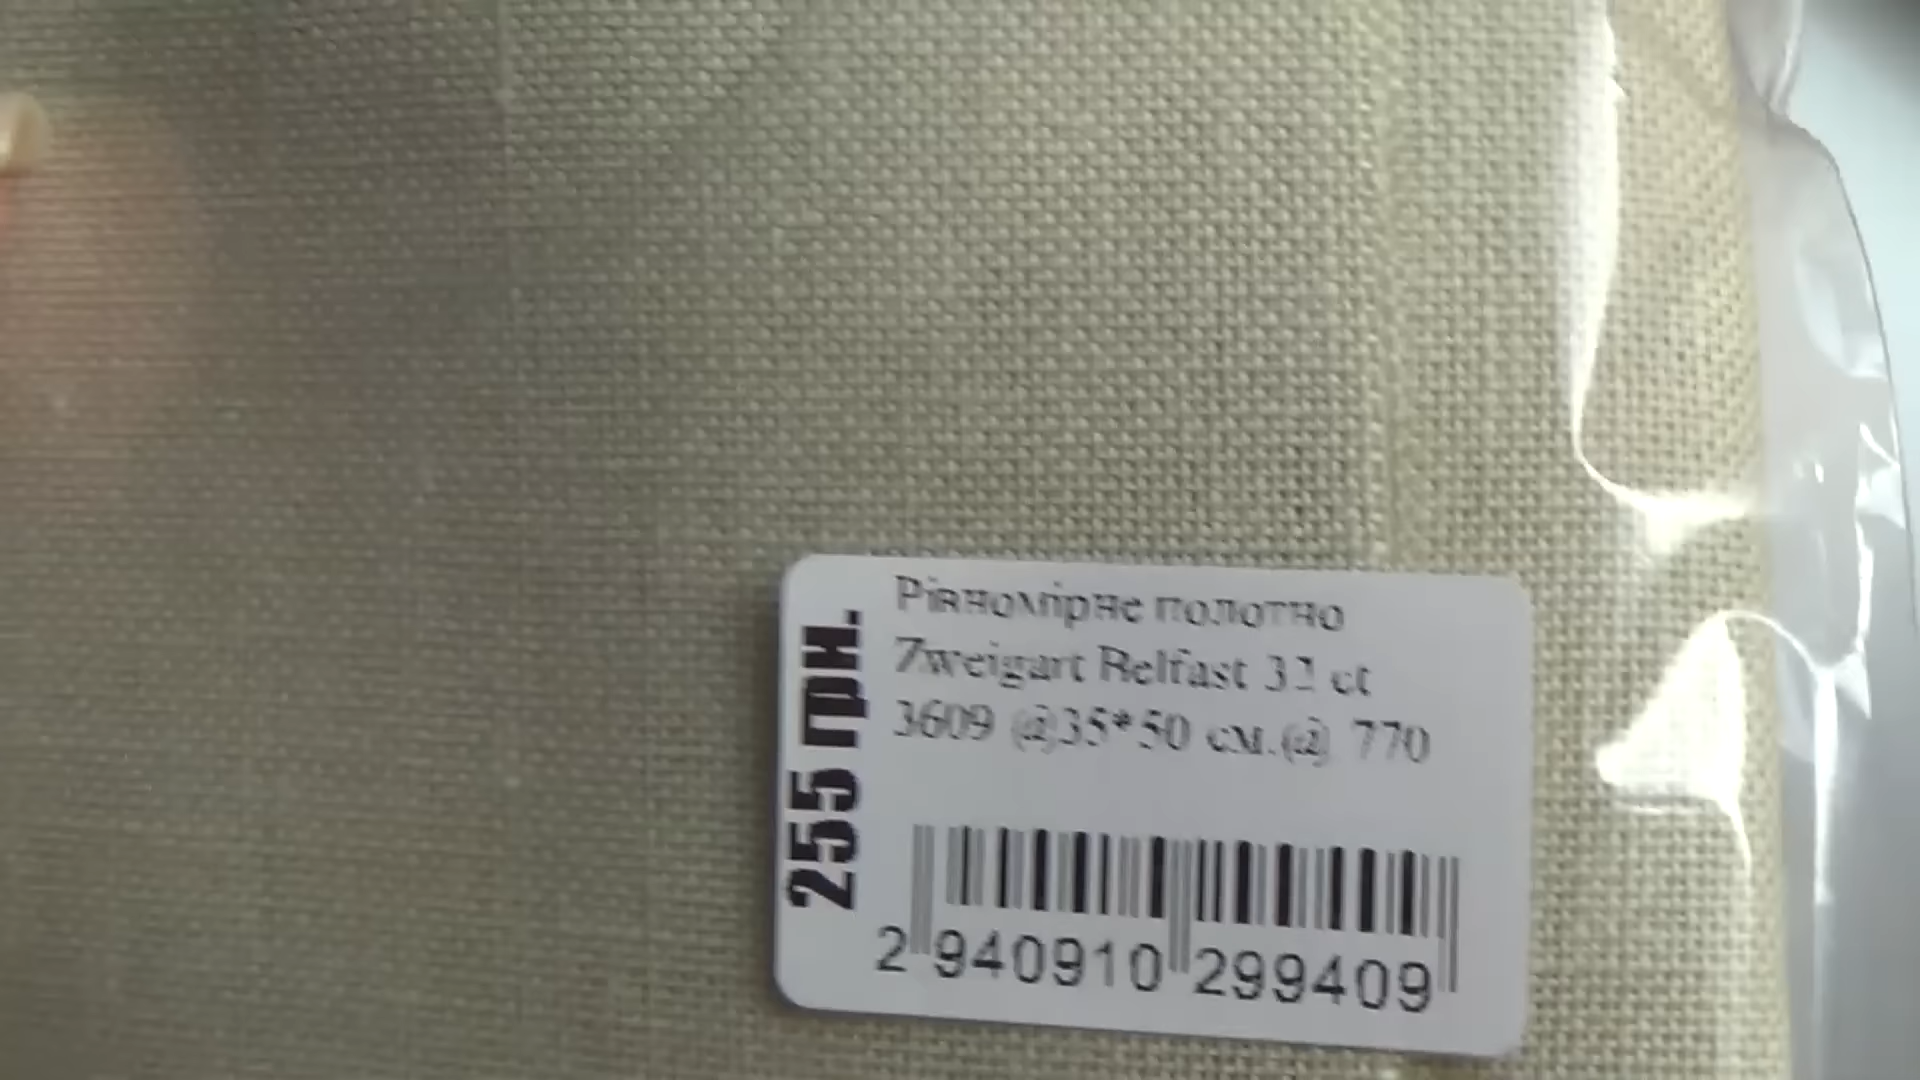 Рівномірне полотно
Zweigart Belfast 32 ct
3609 @35*50 см.@ 770
255 грн.
2 940910 299409